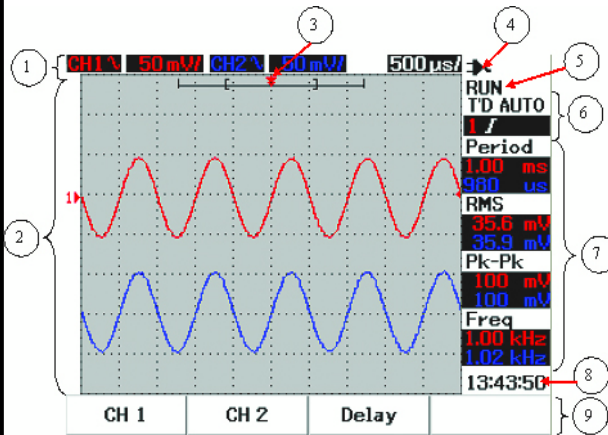 3
4
1
CH1 ∿ 50 mV/ CH2 ∿ 50 mV/ 500 µs/
5
RUN
T'D AUTO
6
1 ƒ
Period
1.00 ms
980 us
1
RMS
35.6 mV
35.9 mV
2
7
Pk-Pk
100 mV
100 mV
Freq
1.00 kHz
1.02 kHz
13:43:50
8
CH 1 CH 2 Delay
9